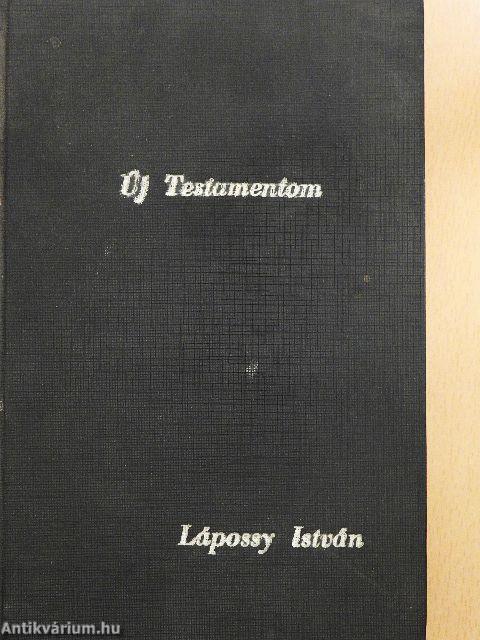 Új Testamentom
Lápossy István
Antikvárium.hu